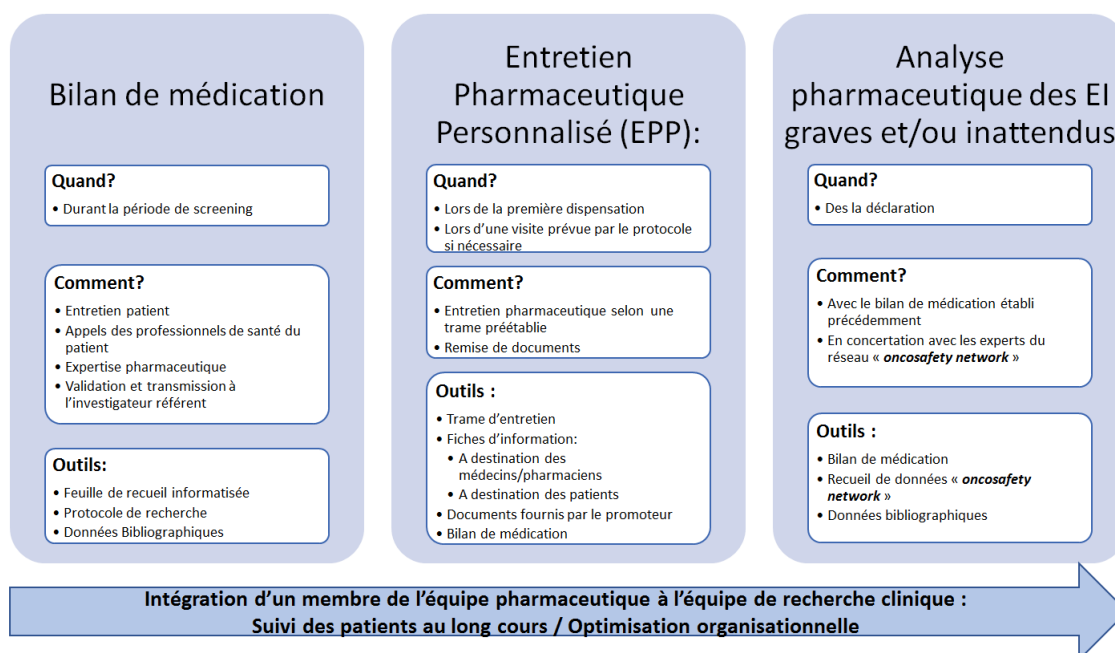 Bilan de médication
Quand?
• Durant la période de screening
Comment?
• Entretien patient
• Appels des professionnels de santé du
patient
• Expertise pharmaceutique
• Validation et transmission à
l'investigateur référent
Outils:
• Feuille de recueil informatisée
• Protocole de recherche
• Données Bibliographiques
Entretien
Pharmaceutique
Personnalisé (EPP):
Quand?
• Lors de la première dispensation
• Lors d'une visite prévue par le protocole
si nécessaire
Comment?
• Entretien pharmaceutique selon une
trame préétablie
• Remise de documents
Outils :
• Trame d'entretien
• Fiches d'information:
• A destination des
médecins/pharmaciens
• A destination des patients
• Documents fournis par le promoteur
• Bilan de médication
Analyse
pharmaceutique des EI
graves et/ou inattendus
Quand?
• Des la déclaration
Comment?
• Avec le bilan de médication établi
précédemment
• En concertation avec les experts du
réseau « oncosafety network »
Outils :
• Bilan de médication
• Recueil de données « oncosafety
network »
• Données bibliographiques
Intégration d'un membre de l'équipe pharmaceutique à l'équipe de recherche clinique :
Suivi des patients au long cours / Optimisation organisationnelle